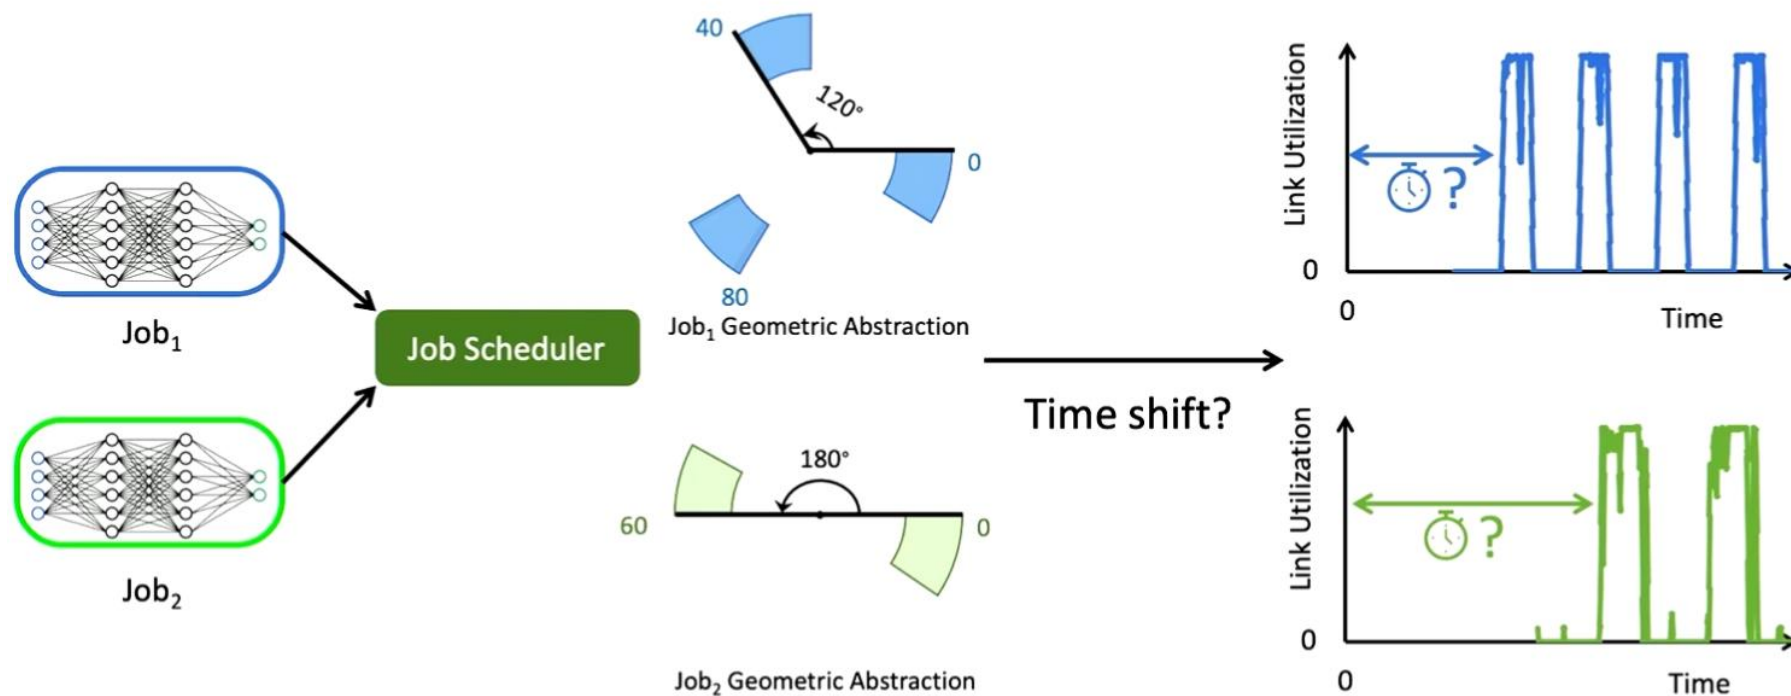 Job₁
Job₂
Job Scheduler
40
120°
0
80
Job₁ Geometric Abstraction
180°
60
0
Job₂ Geometric Abstraction
Time shift?
Link Utilization
?
0
0
Time
Link Utilization
?
0
0
Time